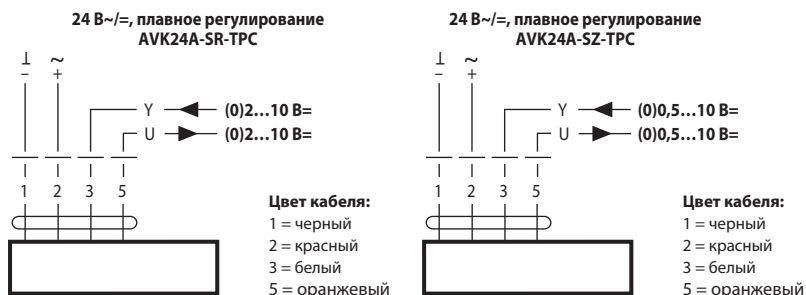 24 В~/=, плавное регулирование
AVK24A-SR-TPC
⊥ ~
– +
Y (0)2…10 В=
U (0)2…10 В=
1 2 3 5
Цвет кабеля:
1 = черный
2 = красный
3 = белый
5 = оранжевый
24 В~/=, плавное регулирование
AVK24A-SZ-TPC
⊥ ~
– +
Y (0)0,5…10 В=
U (0)0,5…10 В=
1 2 3 5
Цвет кабеля:
1 = черный
2 = красный
3 = белый
5 = оранжевый